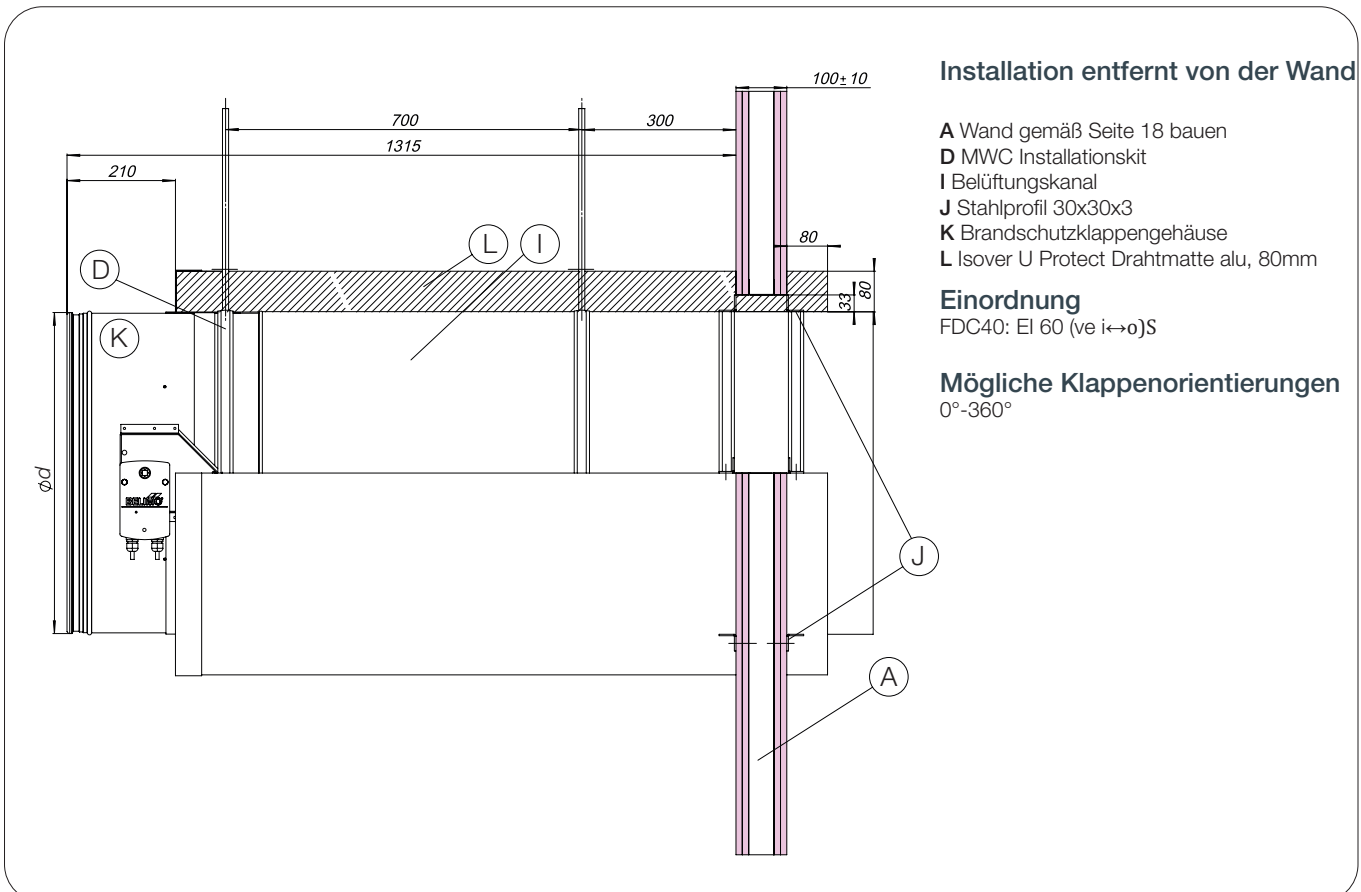 Installation entfernt von der Wand
A Wand gemäß Seite 18 bauen
D MWC Installationskit
I Belüftungskanal
J Stahlprofil 30x30x3
K Brandschutzklappengehäuse
L Isover U Protect Drahtmatte alu, 80mm
Einordnung
FDC40: EI 60 (ve i↔o)S
Mögliche Klappenorientierungen
0°-360°
100±10
700
300
1315
210
80
L
I
D
80
33
K
Ød
BELIMO
J
A